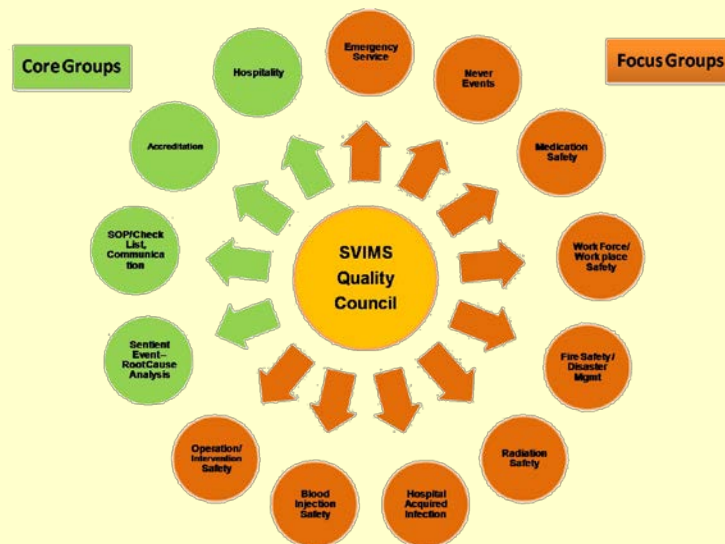 Core Groups
Focus Groups
Emergency
Service
Never
Events
Medication
Safety
Work Force/
Work place
Safety
Fire Safety /
Disaster
Mgmt
Radiation
Safety
Hospital
Acquired
Infection
Blood
Injection
Safety
Operation/
Intervention
Safety
Sentient
Event–
Root Cause
Analysis
SOP/Check
List,
Communica
tion
Accreditation
Hospitality
SVIMS
Quality
Council